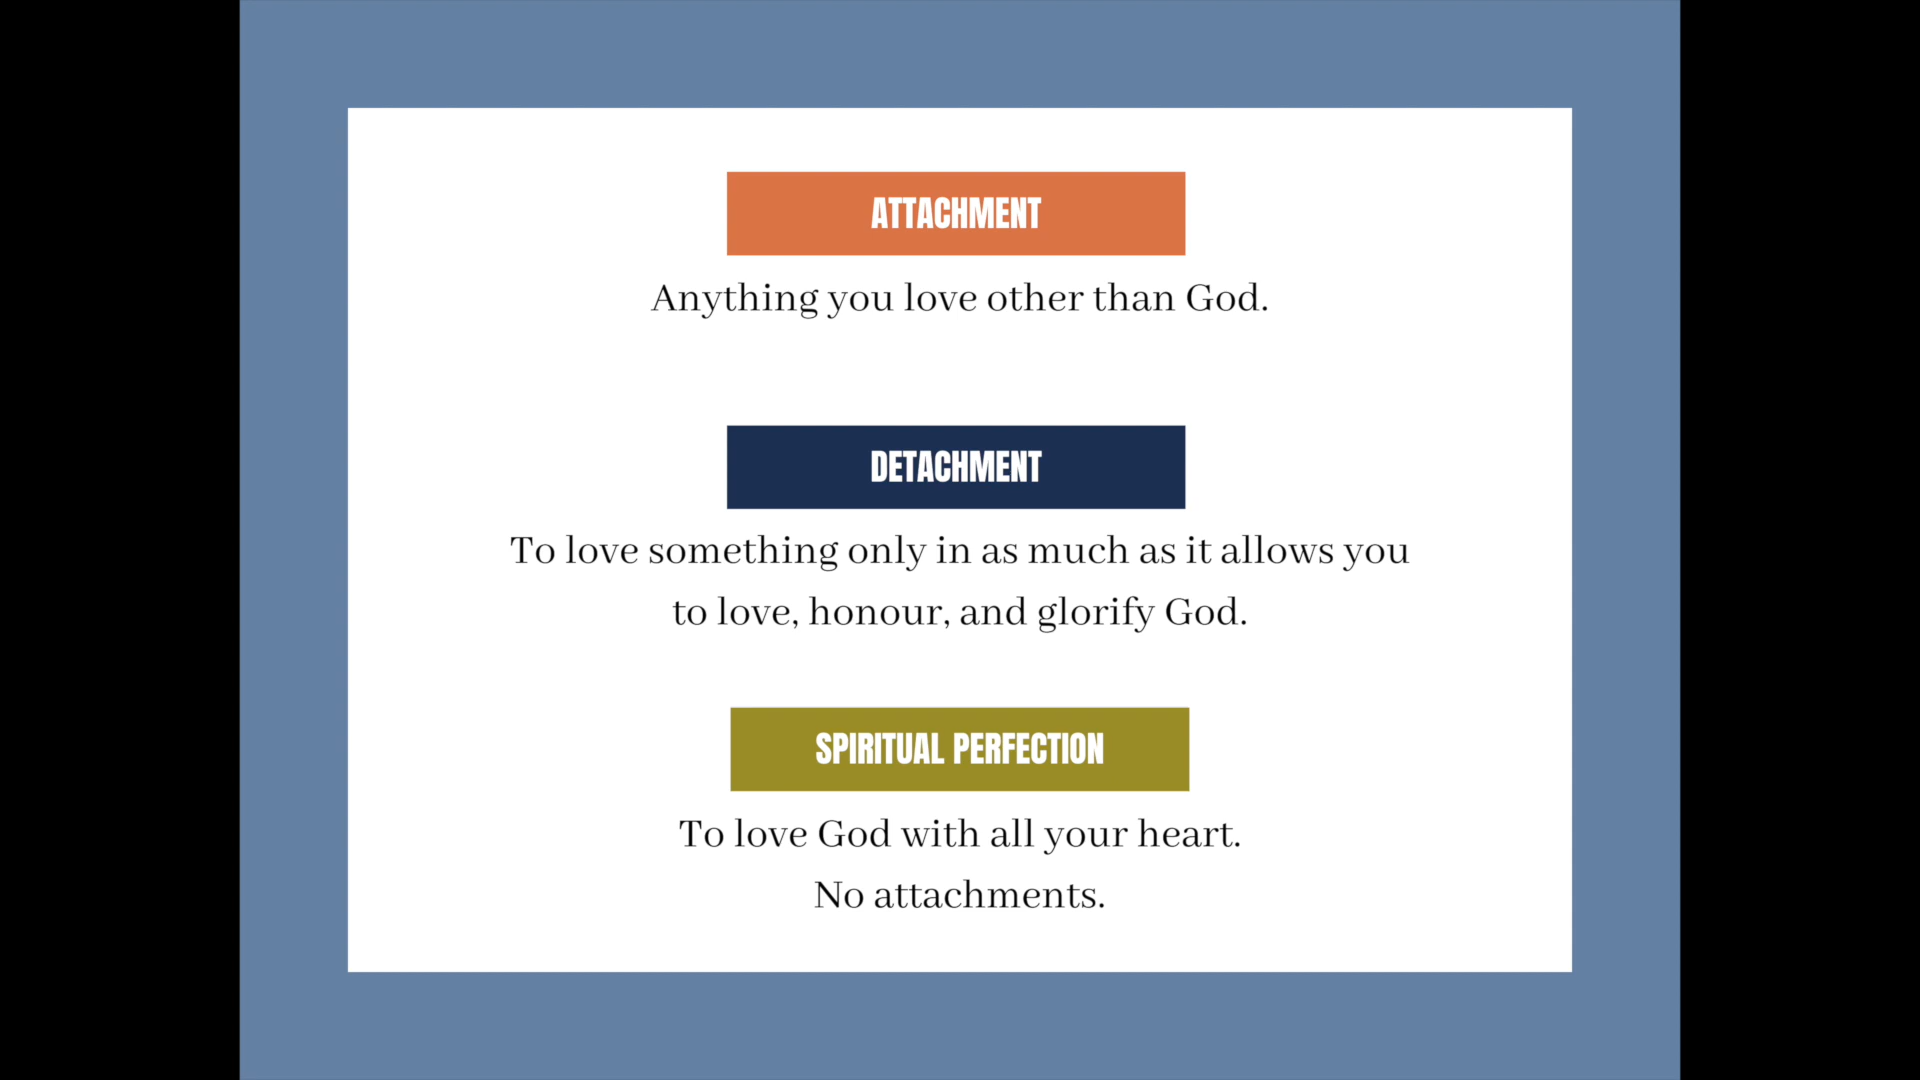 ATTACHMENT
Anything you love other than God.
DETACHMENT
To love something only in as much as it allows you
to love, honour, and glorify God.
SPIRITUAL PERFECTION
To love God with all your heart.
No attachments.